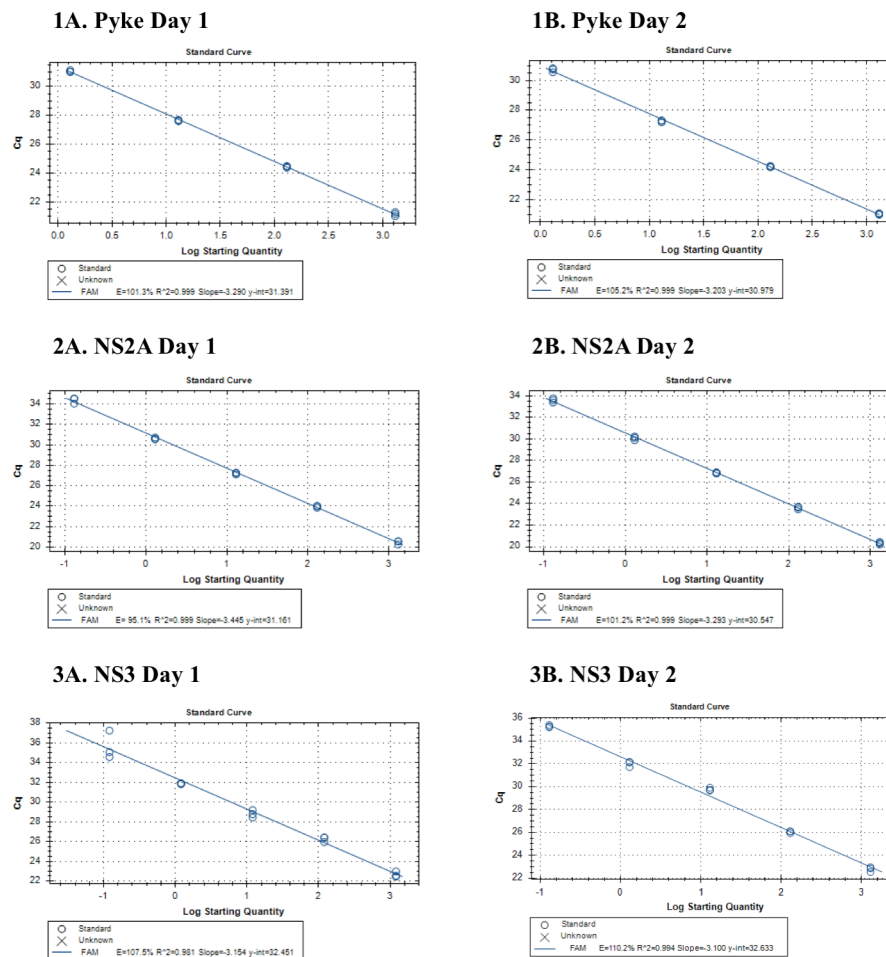 1A. Pyke Day 1
Standard Curve
Cq
30
28
26
24
22
0.0 0.5 1.0 1.5 2.0 2.5 3.0
Log Starting Quantity
Standard
Unknown
FAM E=101.3% R^2=0.999 Slope=-3.290 y-int=31.391
1B. Pyke Day 2
Standard Curve
Cq
30
28
26
24
22
0.0 0.5 1.0 1.5 2.0 2.5 3.0
Log Starting Quantity
Standard
Unknown
FAM E=105.2% R^2=0.999 Slope=-3.203 y-int=30.979
2A. NS2A Day 1
Standard Curve
Cq
34
32
30
28
26
24
22
20
-1 0 1 2 3
Log Starting Quantity
Standard
Unknown
FAM E= 95.1% R^2=0.999 Slope=-3.445 y-int=31.161
2B. NS2A Day 2
Standard Curve
Cq
34
32
30
28
26
24
22
20
-1 0 1 2 3
Log Starting Quantity
Standard
Unknown
FAM E=101.2% R^2=0.999 Slope=-3.293 y-int=30.547
3A. NS3 Day 1
Standard Curve
Cq
38
36
34
32
30
28
26
24
22
-1 0 1 2 3
Log Starting Quantity
Standard
Unknown
FAM E=107.5% R^2=0.981 Slope=-3.154 y-int=32.451
3B. NS3 Day 2
Standard Curve
Cq
36
34
32
30
28
26
24
22
-1 0 1 2 3
Log Starting Quantity
Standard
Unknown
FAM E=110.2% R^2=0.994 Slope=-3.100 y-int=32.633